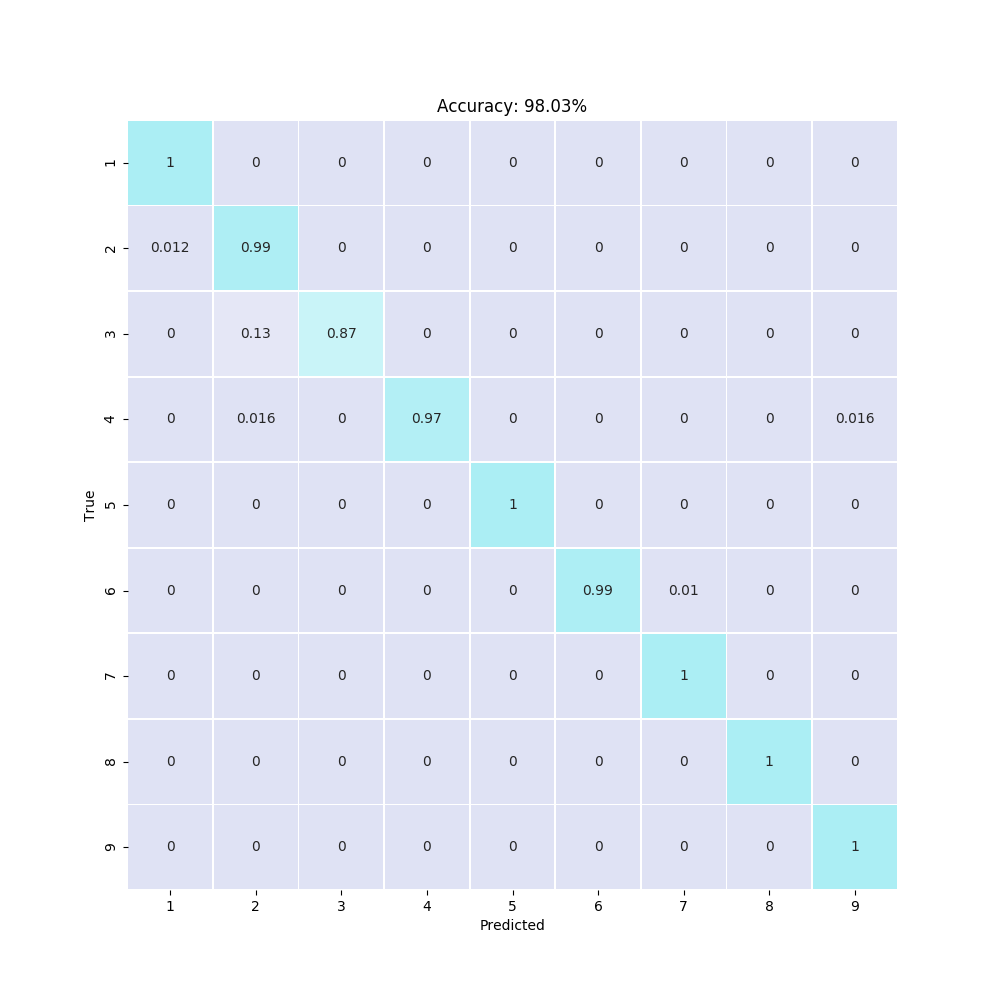 Accuracy: 98.03%
1 1 0 0 0 0 0 0 0 0
2 0.012 0.99 0 0 0 0 0 0 0
3 0 0.13 0.87 0 0 0 0 0 0
4 0 0.016 0 0.97 0 0 0 0 0.016
5 0 0 0 0 1 0 0 0 0
True
6 0 0 0 0 0 0.99 0.01 0 0
7 0 0 0 0 0 0 1 0 0
8 0 0 0 0 0 0 0 1 0
9 0 0 0 0 0 0 0 0 1
1 2 3 4 5 6 7 8 9
Predicted